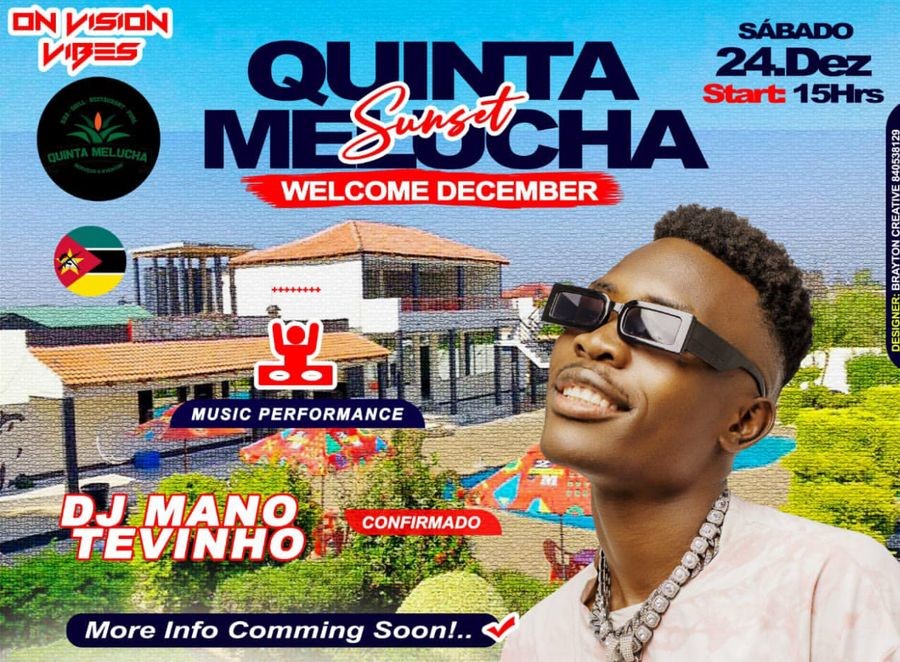 ON VISION
VIBES
QUINTA
MELUCHA
Sunset
WELCOME DECEMBER
SÁBADO
24.Dez
Start: 15Hrs
QUINTA MELUCHA
DESIGNER: BRAYTON CREATIVE 840538129
++++++++
MUSIC PERFORMANCE
DJ MANO
TEVINHO
CONFIRMADO
More Info Comming Soon!..